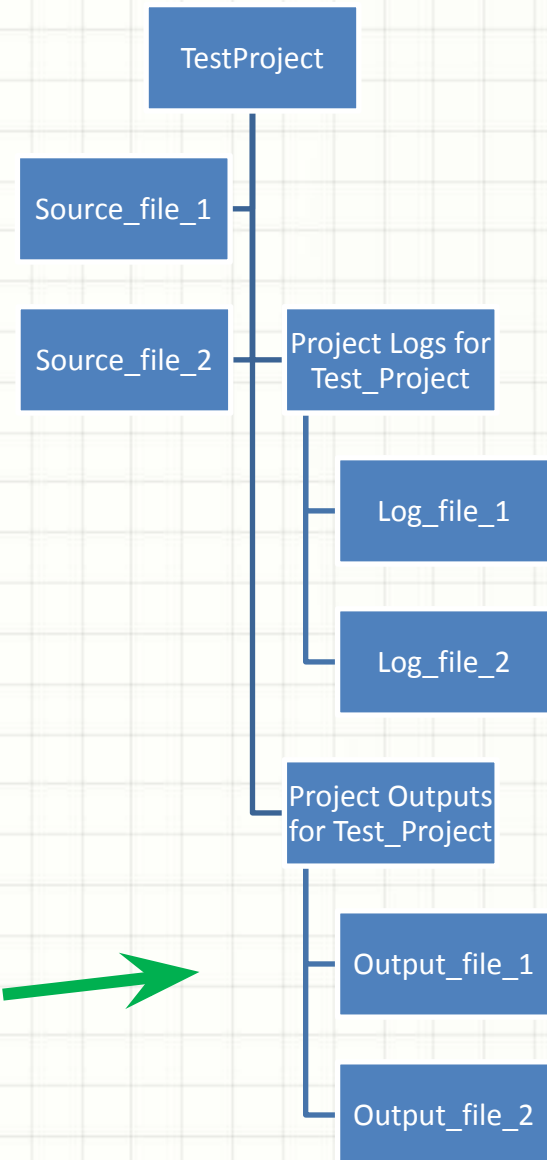 TestProject
Source_file_1
Source_file_2
Project Logs for
Test_Project
Log_file_1
Log_file_2
Project Outputs
for Test_Project
Output_file_1
Output_file_2